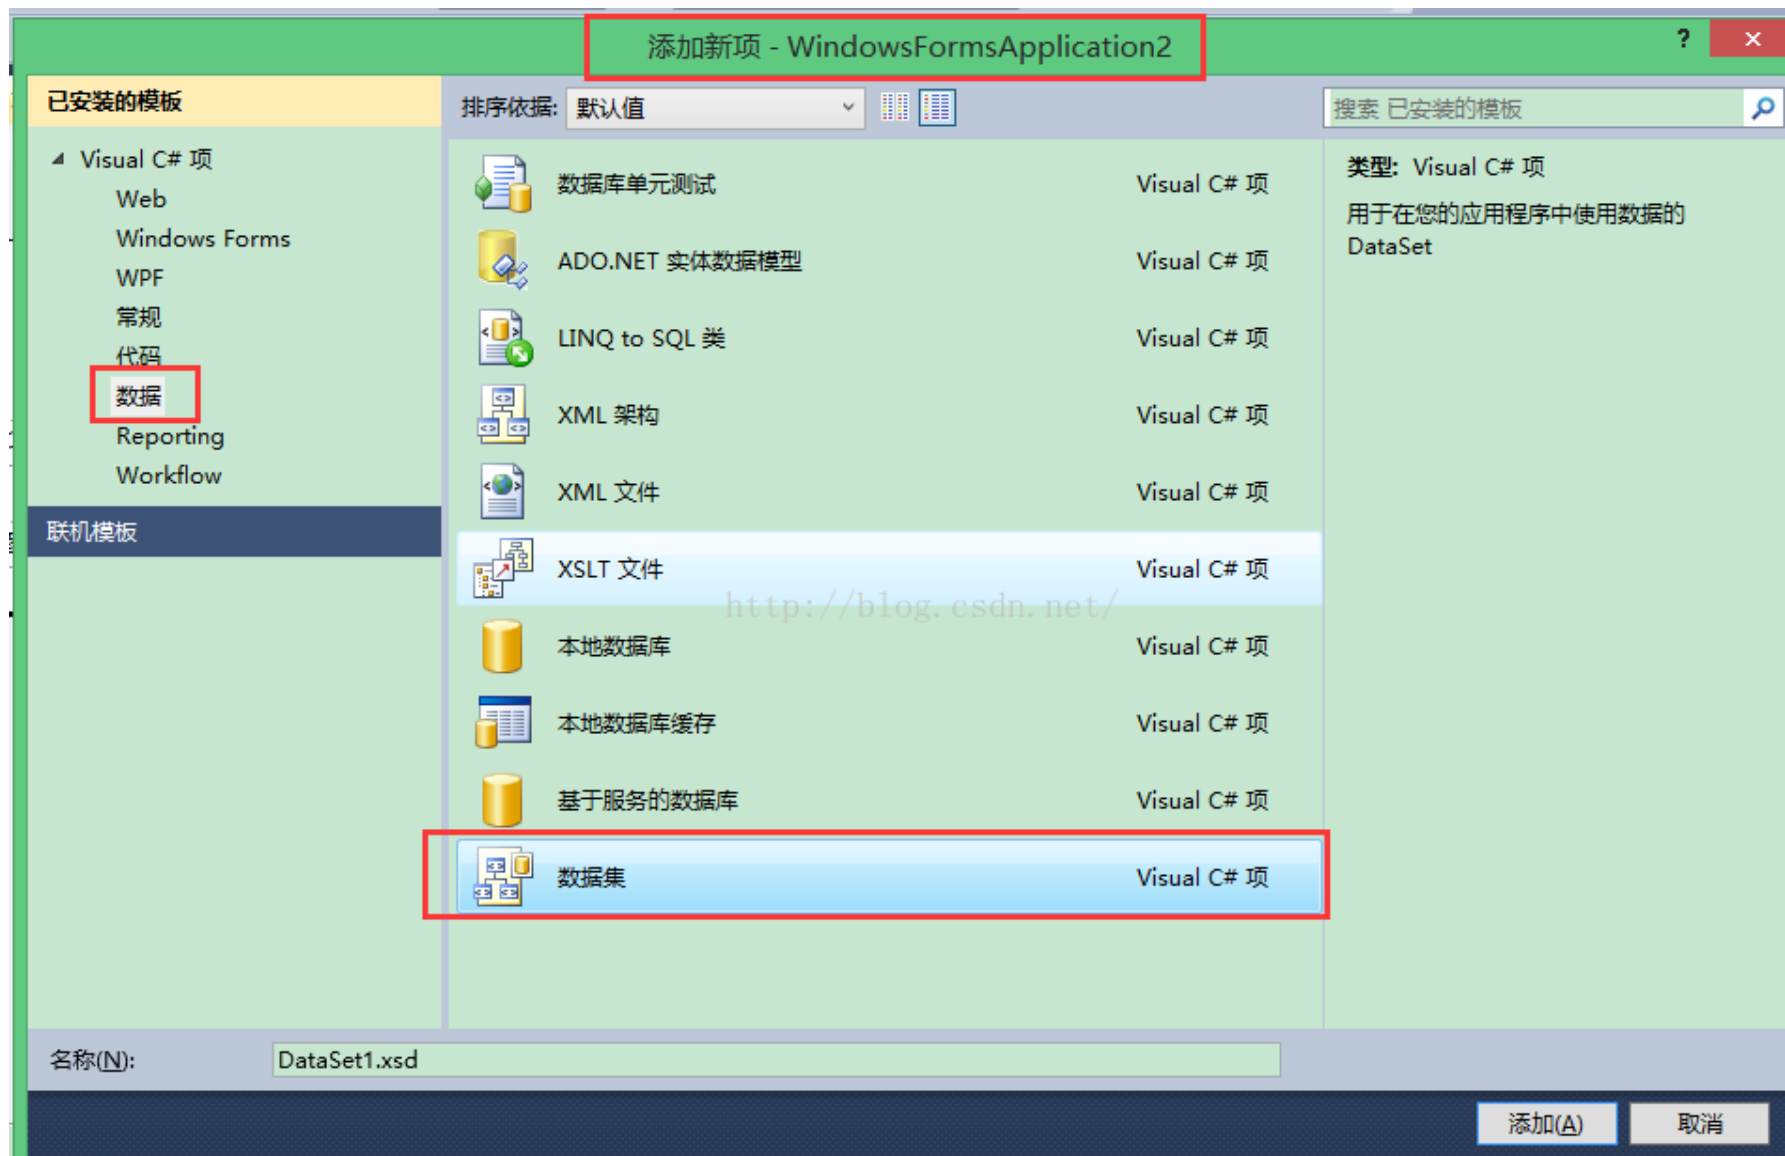 添加新项 - WindowsFormsApplication2
?
已安装的模板
排序依据: 默认值
搜索 已安装的模板
Visual C# 项
Web
Windows Forms
WPF
常规
代码
数据
Reporting
Workflow
联机模板
数据库单元测试 Visual C# 项
ADO.NET 实体数据模型 Visual C# 项
LINQ to SQL 类 Visual C# 项
XML 架构 Visual C# 项
XML 文件 Visual C# 项
XSLT 文件 Visual C# 项
http://blog.csdn.net/
本地数据库 Visual C# 项
本地数据库缓存 Visual C# 项
基于服务的数据库 Visual C# 项
数据集 Visual C# 项
类型: Visual C# 项
用于在您的应用程序中使用数据的
DataSet
名称(N): DataSet1.xsd
添加(A) 取消